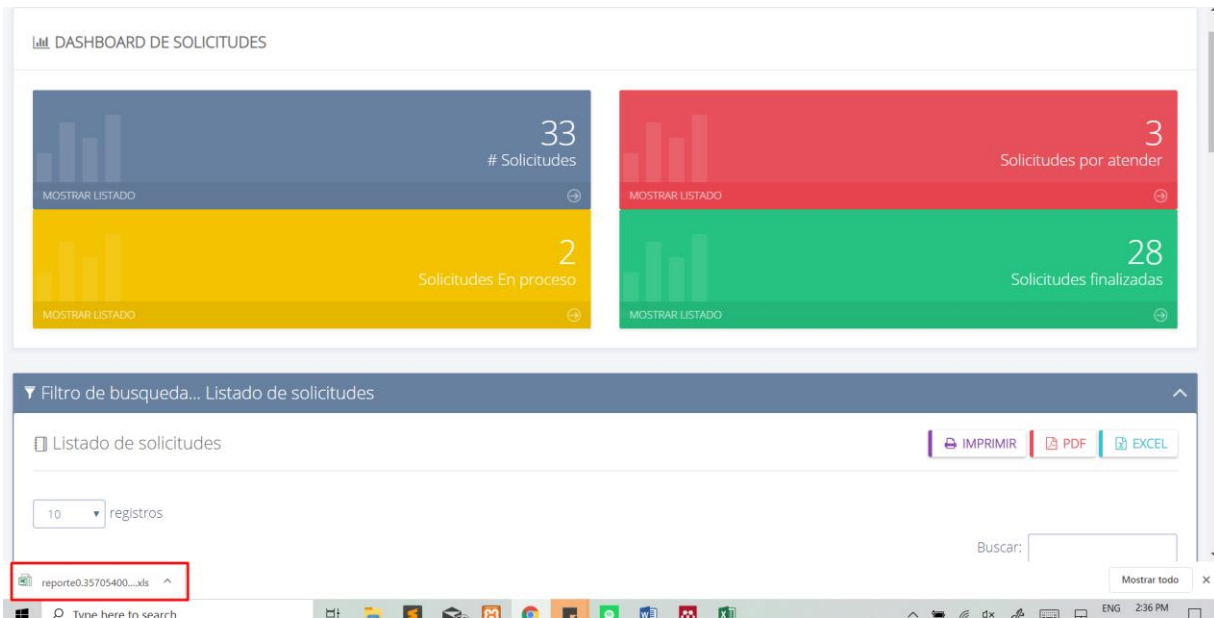 DASHBOARD DE SOLICITUDES
33
# Solicitudes
MOSTRAR LISTADO
3
Solicitudes por atender
MOSTRAR LISTADO
2
Solicitudes En proceso
MOSTRAR LISTADO
28
Solicitudes finalizadas
MOSTRAR LISTADO
Filtro de busqueda... Listado de solicitudes
Listado de solicitudes
IMPRIMIR PDF EXCEL
10 registros
Buscar:
reporte0.35705400....xls
Mostrar todo
Type here to search
ENG 2:36 PM